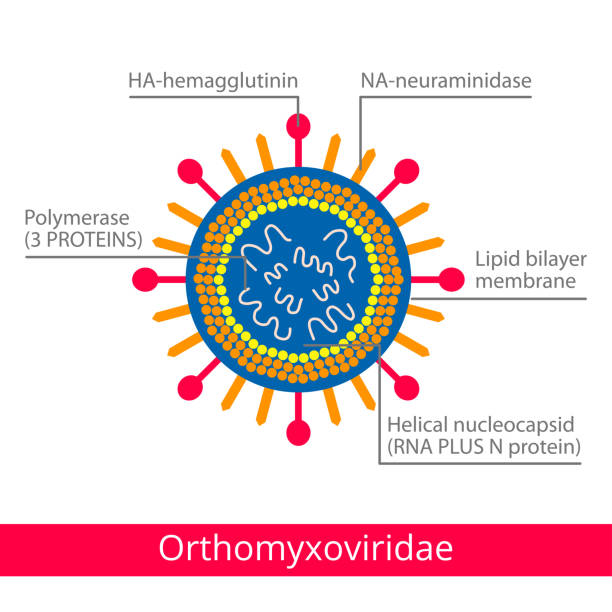 HA-hemagglutinin
NA-neuraminidase
Polymerase
(3 PROTEINS)
Lipid bilayer
membrane
Helical nucleocapsid
(RNA PLUS N protein)
Orthomyxoviridae